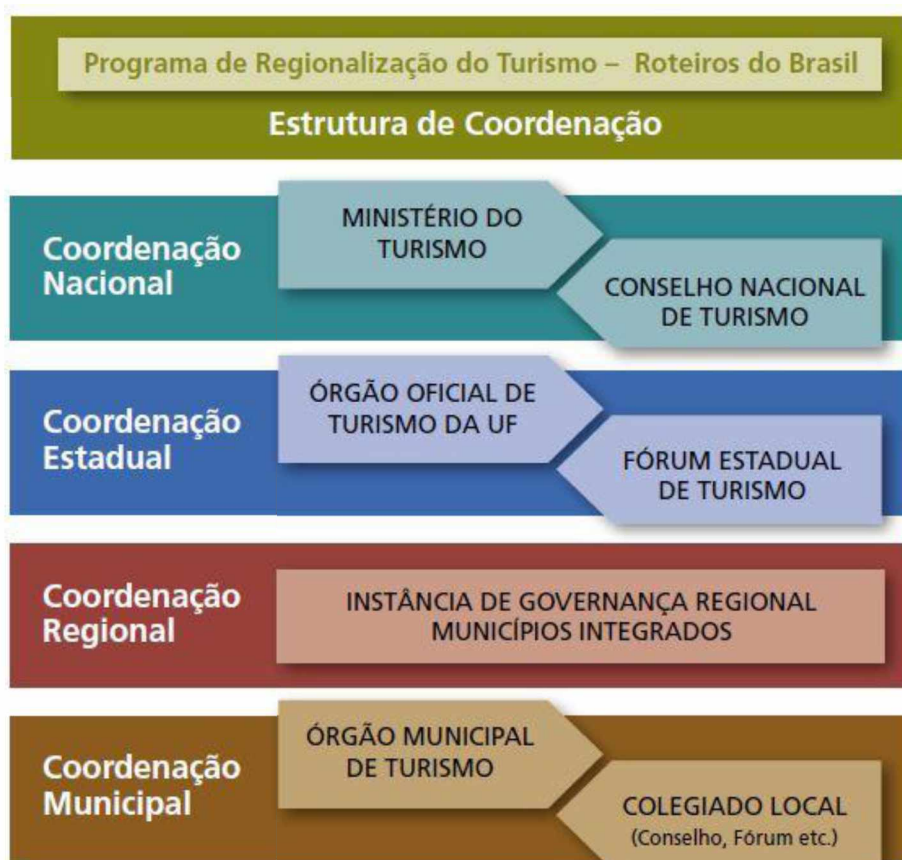 Programa de Regionalização do Turismo – Roteiros do Brasil
Estrutura de Coordenação
Coordenação
Nacional
MINISTÉRIO DO
TURISMO
CONSELHO NACIONAL
DE TURISMO
Coordenação
Estadual
ÓRGÃO OFICIAL DE
TURISMO DA UF
FÓRUM ESTADUAL
DE TURISMO
Coordenação
Regional
INSTÂNCIA DE GOVERNANÇA REGIONAL
MUNICÍPIOS INTEGRADOS
Coordenação
Municipal
ÓRGÃO MUNICIPAL
DE TURISMO
COLEGIADO LOCAL
(Conselho, Fórum etc.)